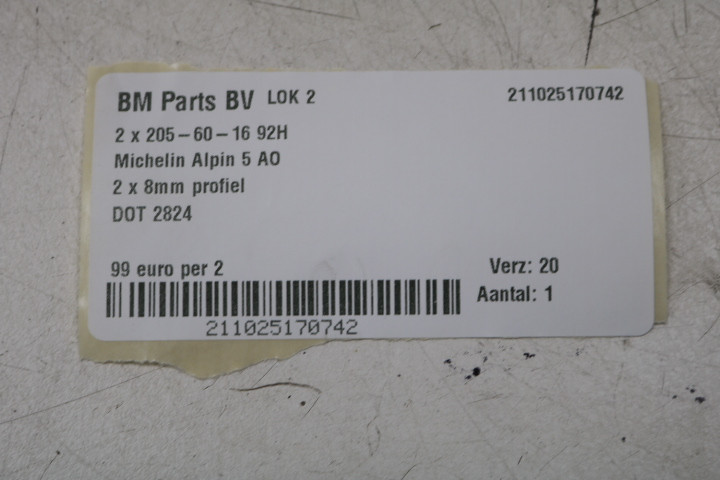 BM Parts BV LOK 2 211025170742
2 x 205-60-16 92H
Michelin Alpin 5 AO
2 x 8mm profiel
DOT 2824
99 euro per 2 Verz: 20
Aantal: 1
211025170742